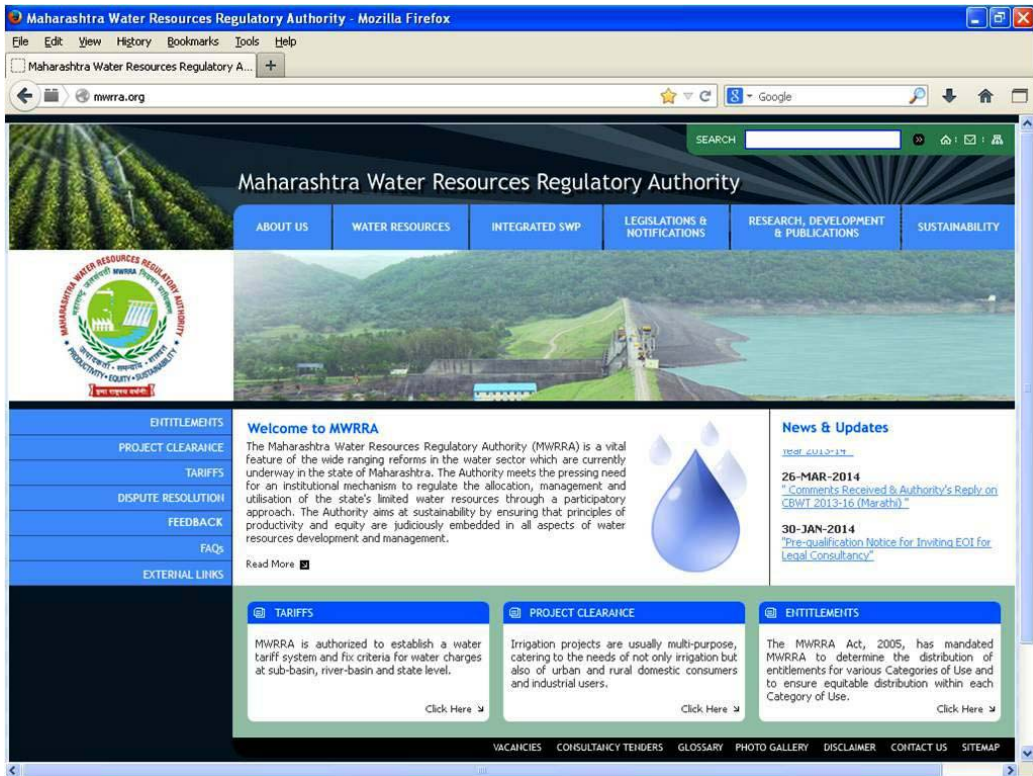 Maharashtra Water Resources Regulatory Authority - Mozilla Firefox
File Edit View History Bookmarks Tools Help
Maharashtra Water Resources Regulatory A... +
mwrra.org
Google
SEARCH
Maharashtra Water Resources Regulatory Authority
ABOUT US
WATER RESOURCES
INTEGRATED SWP
LEGISLATIONS & NOTIFICATIONS
RESEARCH, DEVELOPMENT & PUBLICATIONS
SUSTAINABILITY
MAHARASHTRA WATER RESOURCES REGULATORY AUTHORITY
MWRRA
PRODUCTIVITY • EQUITY • SUSTAINABILITY
ENTITLEMENTS
PROJECT CLEARANCE
TARIFFS
DISPUTE RESOLUTION
FEEDBACK
FAQs
EXTERNAL LINKS
Welcome to MWRRA
The Maharashtra Water Resources Regulatory Authority (MWRRA) is a vital
feature of the wide ranging reforms in the water sector which are currently
underway in the state of Maharashtra. The Authority meets the pressing need
for an institutional mechanism to regulate the allocation, management and
utilisation of the state's limited water resources through a participatory
approach. The Authority aims at sustainability by ensuring that principles of
productivity and equity are judiciously embedded in all aspects of water
resources development and management.
Read More
News & Updates
Year 2013-14 "
26-MAR-2014
" Comments Received & Authority's Reply on
CBWT 2013-16 (Marathi) "
30-JAN-2014
"Pre-qualification Notice for Inviting EOI for
Legal Consultancy"
TARIFFS
MWRRA is authorized to establish a water
tariff system and fix criteria for water charges
at sub-basin, river-basin and state level.
Click Here
PROJECT CLEARANCE
Irrigation projects are usually multi-purpose,
catering to the needs of not only irrigation but
also of urban and rural domestic consumers
and industrial users.
Click Here
ENTITLEMENTS
The MWRRA Act, 2005, has mandated
MWRRA to determine the distribution of
entitlements for various Categories of Use and
to ensure equitable distribution within each
Category of Use.
Click Here
VACANCIES CONSULTANCY TENDERS GLOSSARY PHOTO GALLERY DISCLAIMER CONTACT US SITEMAP